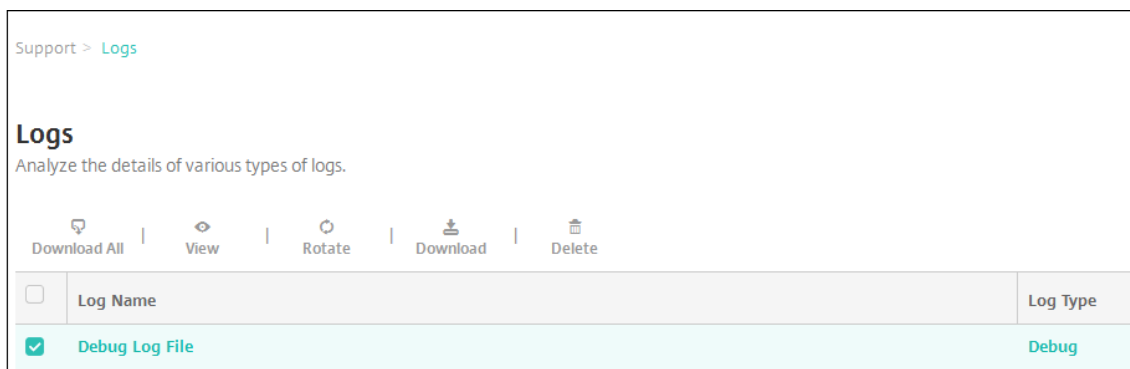 Support > Logs
Logs
Analyze the details of various types of logs.
Download All | View | Rotate | Download | Delete
Log Name Log Type
Debug Log File Debug